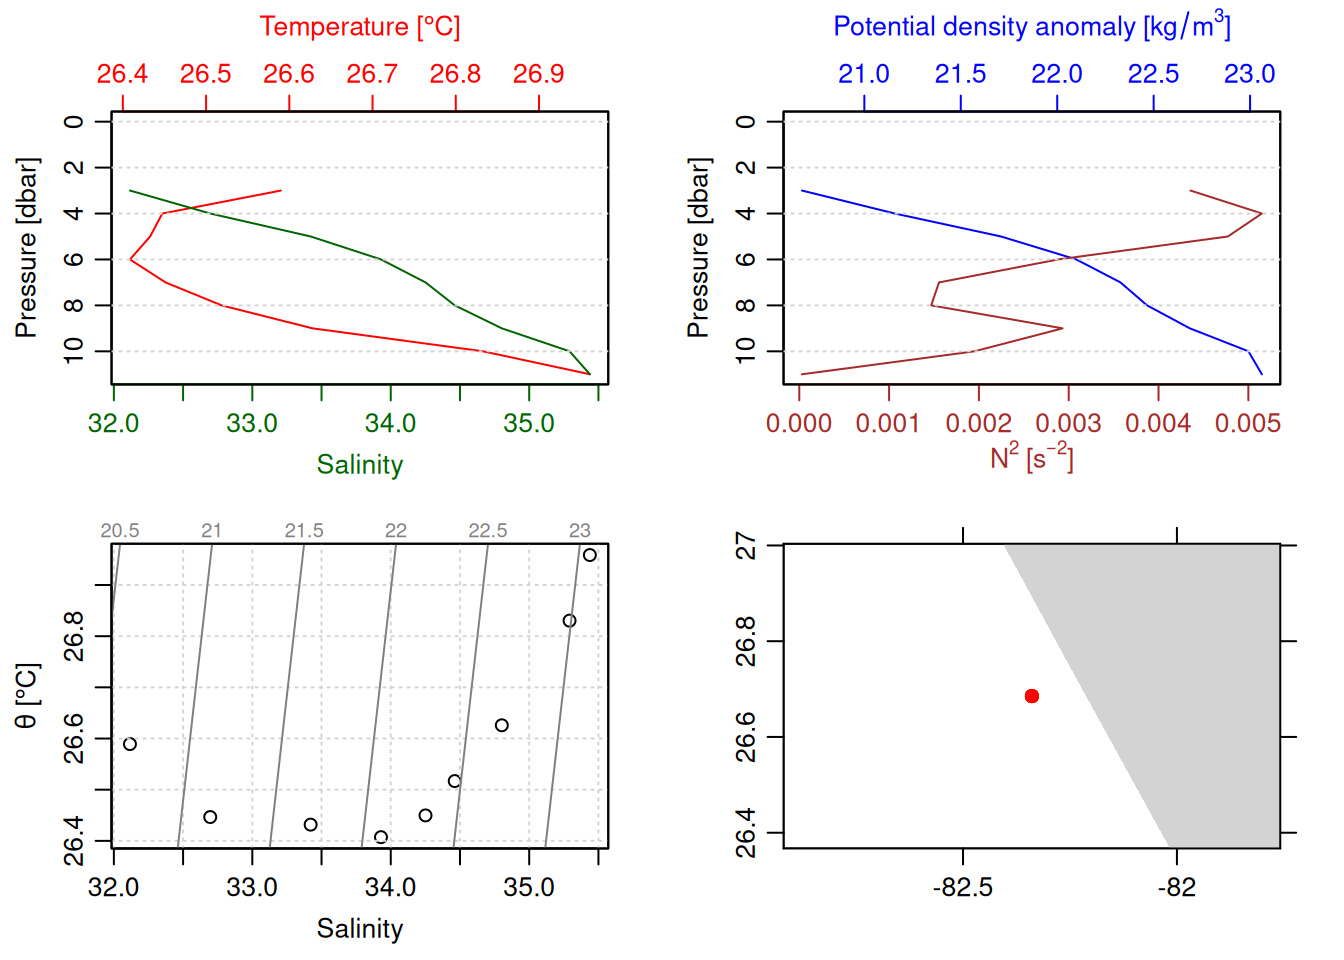 Temperature [°C]
26.4 26.5 26.6 26.7 26.8 26.9
Pressure [dbar]
0
2
4
6
8
10
32.0 33.0 34.0 35.0
Salinity
Potential density anomaly [kg/m³]
21.0 21.5 22.0 22.5 23.0
Pressure [dbar]
0
2
4
6
8
10
0.000 0.001 0.002 0.003 0.004 0.005
N² [s⁻²]
20.5 21 21.5 22 22.5 23
θ [°C]
26.8
26.6
26.4
32.0 33.0 34.0 35.0
Salinity
27
26.8
26.6
26.4
-82.5 -82